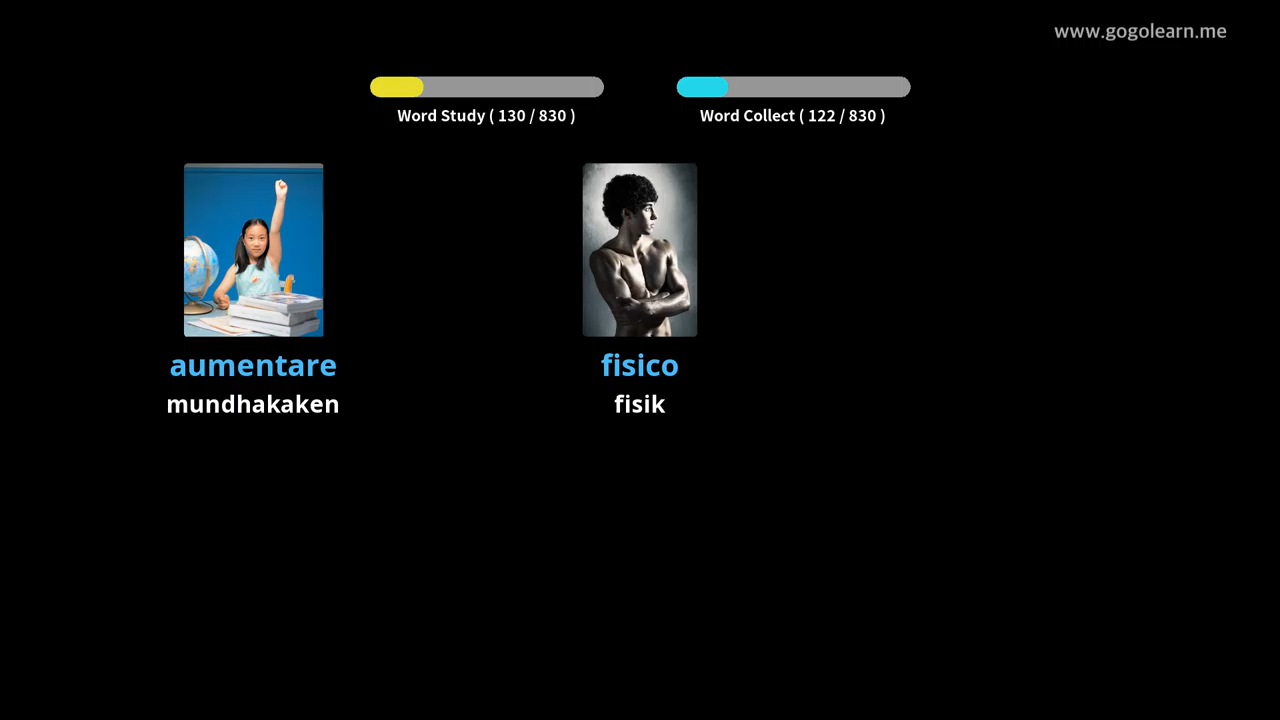 www.gogolearn.me
Word Study ( 130 / 830 )
Word Collect ( 122 / 830 )
aumentare
mundhakaken
fisico
fisik